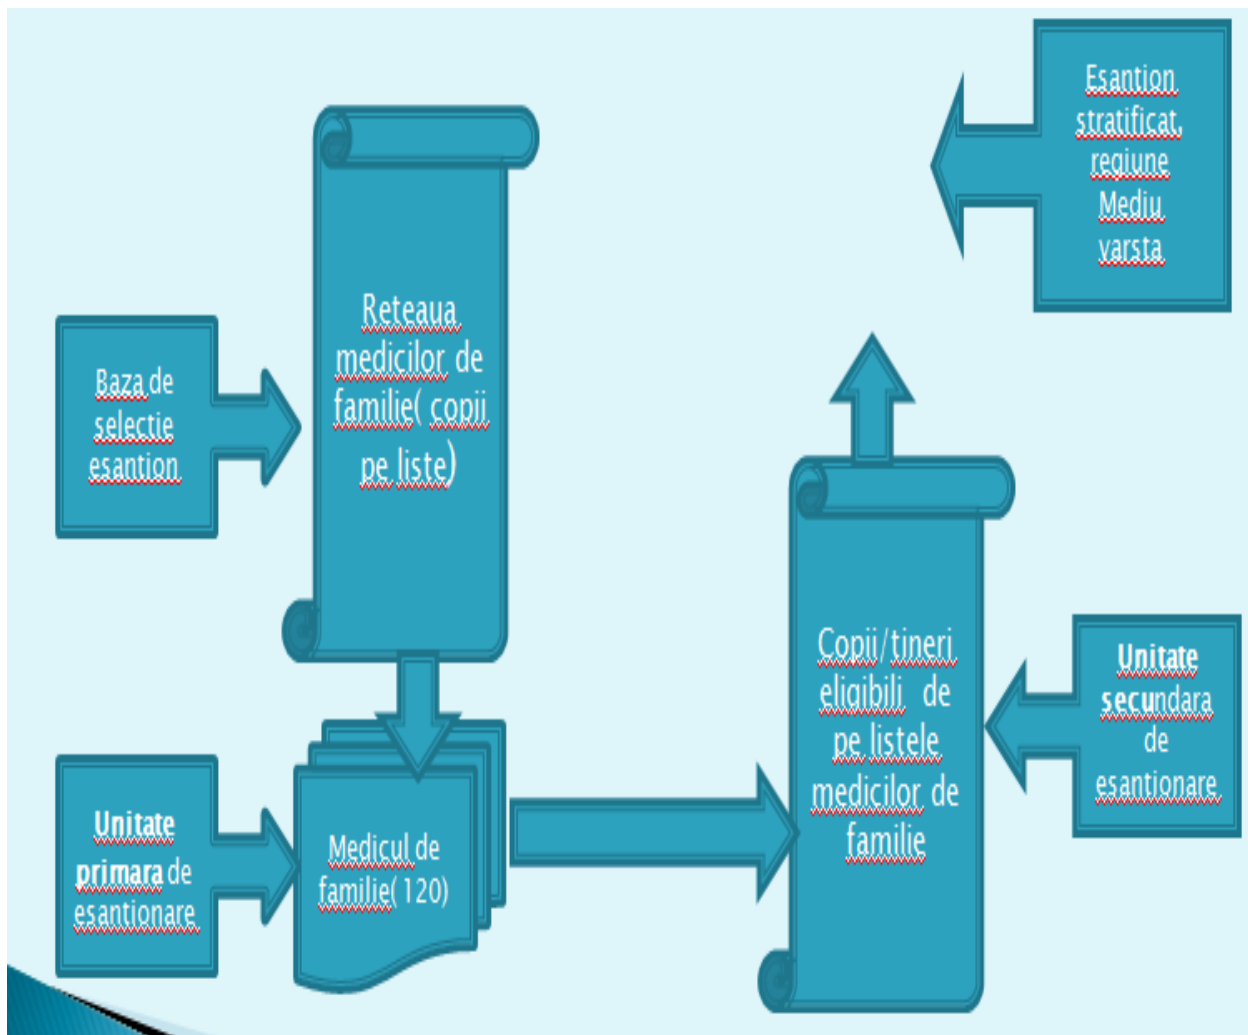 Baza de
selectie
esantion
Reteaua
medicilor de
familie( copii
pe liste)
Unitate
primara de
esantionare
Medicul de
familie( 120)
Copii/tineri
eligibili de
pe listele
medicilor de
familie
Unitate
secundara
de
esantionare
Esantion
stratificat,
regiune
Mediu
varsta